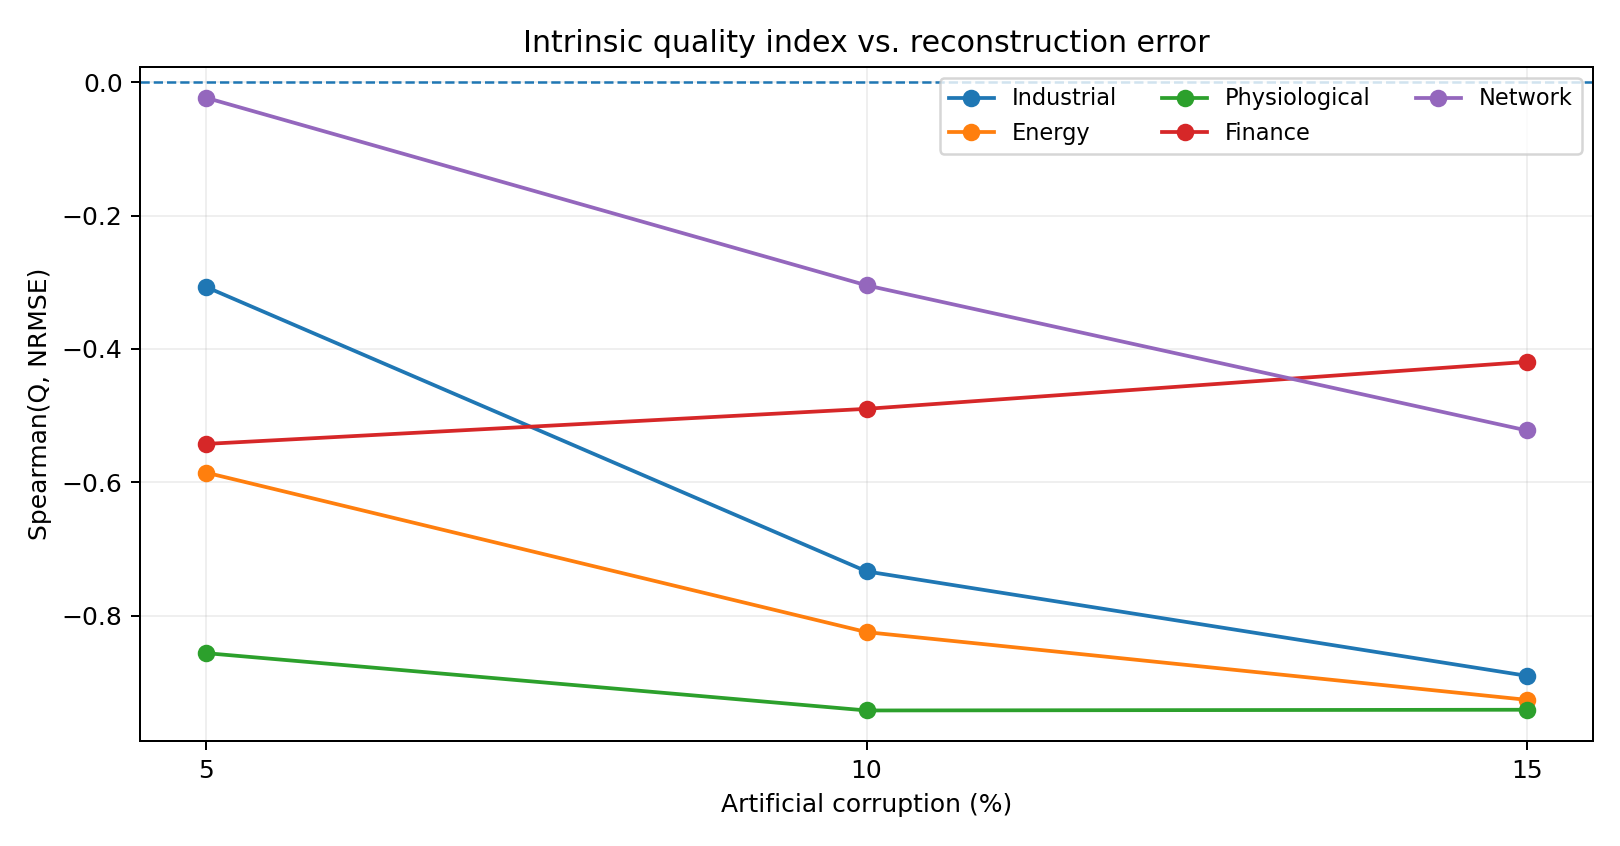 Intrinsic quality index vs. reconstruction error
Industrial
Energy
Physiological
Finance
Network
Spearman(Q, NRMSE)
0.0
−0.2
−0.4
−0.6
−0.8
5
10
15
Artificial corruption (%)